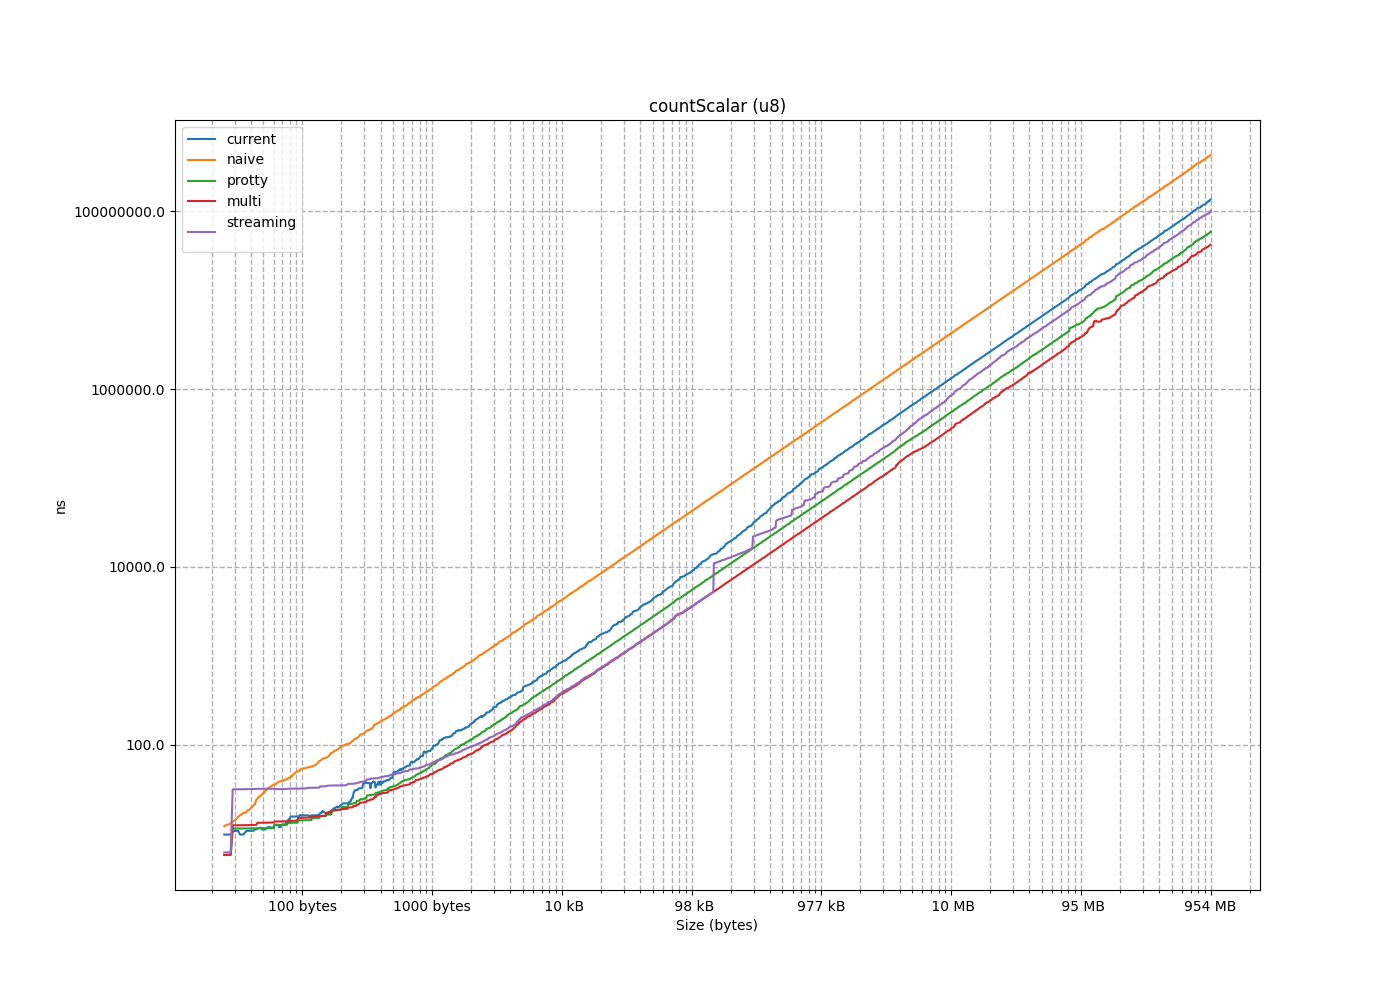 countScalar (u8)
current
naive
protty
multi
streaming
100000000.0
1000000.0
10000.0
100.0
ns
100 bytes
1000 bytes
10 kB
98 kB
977 kB
10 MB
95 MB
954 MB
Size (bytes)